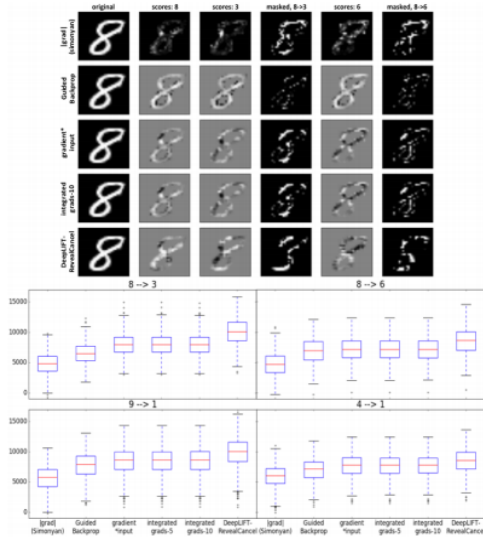 original scores: 8 scores: 3 masked, 8->3 scores: 6 masked, 8->6
|grad|
(simonyan)
Guided
Backprop
gradient*
input
integrated
grads-10
DeepLIFT-
RevealCancel
8 --> 3 8 --> 6
15000
10000
5000
0
9 --> 1 4 --> 1
15000
10000
5000
0
|grad| Guided gradient integrated integrated DeepLIFT- |grad| Guided gradient integrated integrated DeepLIFT-
(Simonyan) Backprop *input grads-5 grads-10 RevealCancel (Simonyan) Backprop *input grads-5 grads-10 RevealCancel